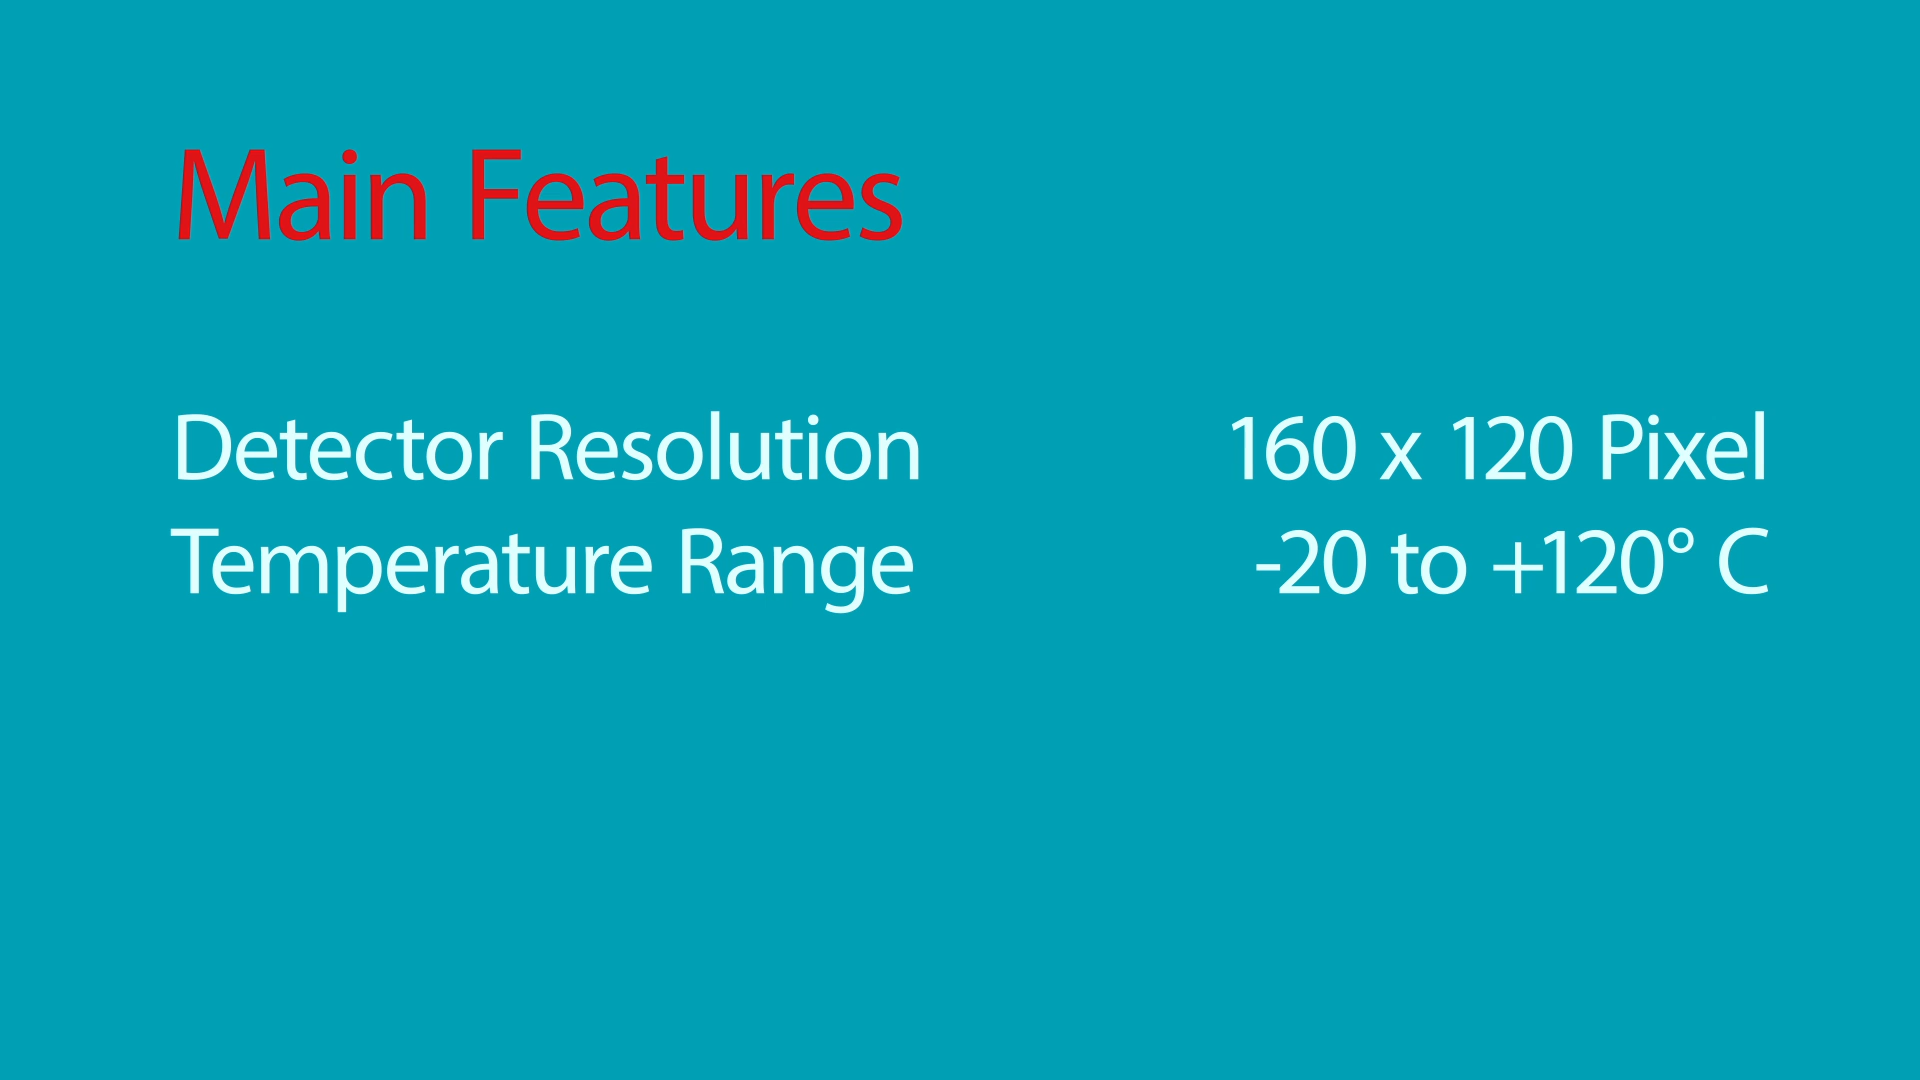 Main Features
Detector Resolution 160 x 120 Pixel
Temperature Range -20 to +120° C